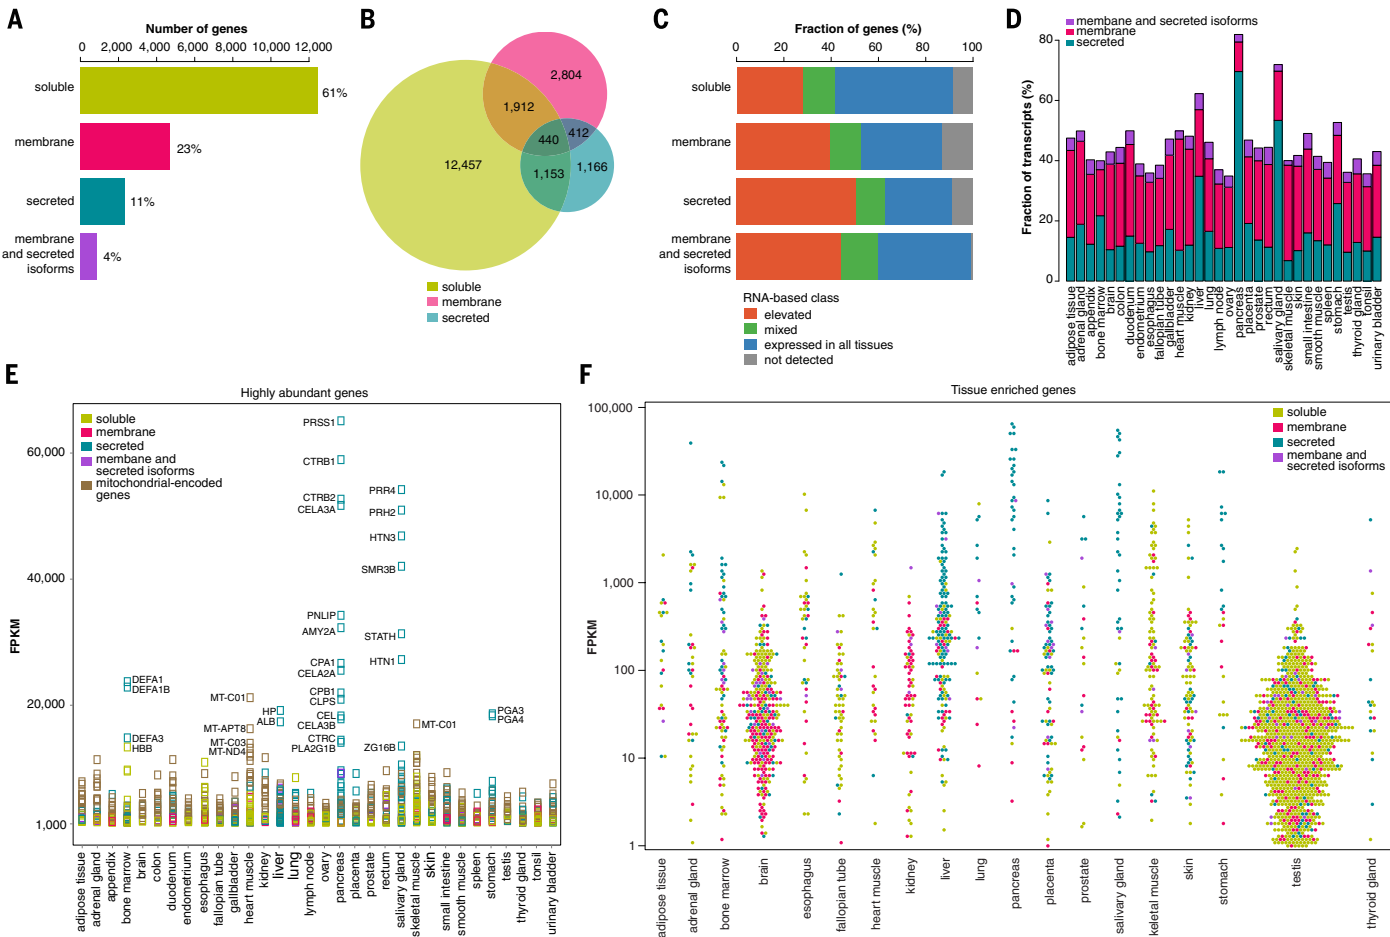 A
Number of genes
0 2,000 4,000 6,000 8,000 10,000 12,000
soluble
61%
membrane
23%
secreted
11%
membrane
and secreted
isoforms
4%
B
2,804
1,912
440
412
12,457
1,153
1,166
soluble
membrane
secreted
C
Fraction of genes (%)
0 20 40 60 80 100
soluble
membrane
secreted
membrane
and secreted
isoforms
RNA-based class
elevated
mixed
expressed in all tissues
not detected
D
membane and secreted isoforms
membrane
secreted
Fraction of transcripts (%)
80
60
40
20
0
adipose tissue
adrenal gland
appendix
bone marrow
brain
colon
duodenum
endometrium
esophagus
fallopian tube
gallbladder
heart muscle
kidney
liver
lung
lymph node
ovary
pancreas
placenta
prostate
rectum
salivary gland
skeletal muscle
skin
small intestine
smooth muscle
spleen
stomach
testis
thyroid gland
tonsil
urinary bladder
E
Highly abundant genes
soluble
membrane
secreted
membane and
secreted isoforms
mitochondrial-encoded
genes
FPKM
60,000
40,000
20,000
1,000
PRSS1
CTRB1
CTRB2
CELA3A
PRR4
PRH2
HTN3
SMR3B
PNLIP
AMY2A
STATH
HTN1
CPA1
CELA2A
DEFA1
DEFA1B
MT-C01
HP
ALB
CPB1
CLPS
CEL
CELA3B
PGA3
PGA4
MT-C01
MT-APT8
DEFA3
HBB
MT-C03
MT-ND4
CTRC
PLA2G1B
ZG16B
adipose tissue
adrenal gland
appendix
bone marrow
brain
colon
duodenum
endometrium
esophagus
fallopian tube
gallbladder
heart muscle
kidney
liver
lung
lymph node
ovary
pancreas
placenta
prostate
rectum
salivary gland
skeletal muscle
skin
small intestine
smooth muscle
spleen
stomach
testis
thyroid gland
tonsil
urinary bladder
F
Tissue enriched genes
soluble
membrane
secreted
membane and
secreted isoforms
FPKM
100,000
10,000
1,000
100
10
1
adipose tissue
adrenal gland
bone marrow
brain
esophagus
fallopian tube
heart muscle
kidney
liver
lung
pancreas
placenta
prostate
salivary gland
keletal muscle
skin
stomach
testis
thyroid gland